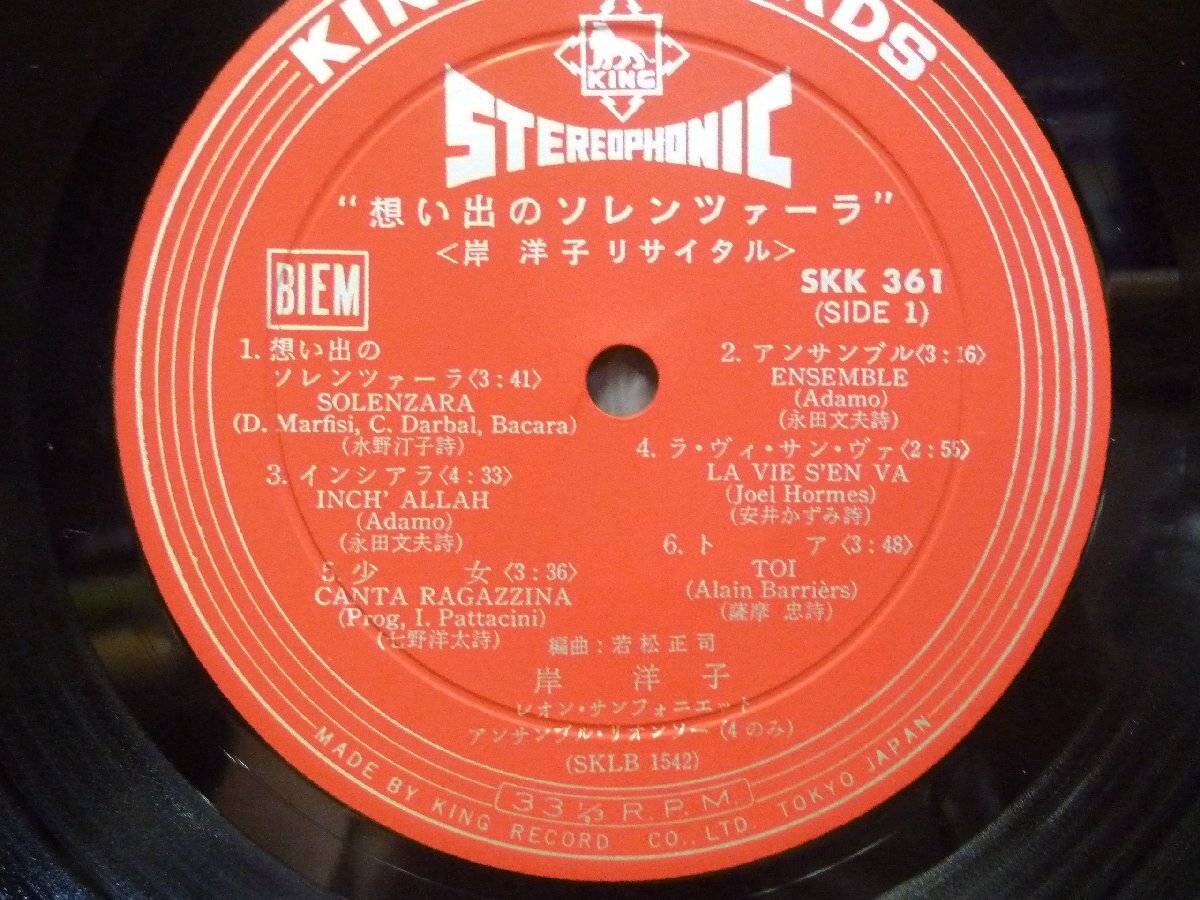 KING
STEREOPHONIC
“想い出のソレンツァーラ”
<岸 洋子リサイタル>
BIEM
SKK 361
(SIDE 1)
1. 想い出の
ソレンツァーラ<3:41>
SOLENZARA
(D. Marfisi, C. Darbal, Bacara)
(水野汀子詩)
2. アンサンブル<3:16>
ENSEMBLE
(Adamo)
(永田文夫詩)
3. インシアラ<4:33>
INCH' ALLAH
(Adamo)
(永田文夫詩)
4. ラ・ヴィ・サン・ヴァ<2:55>
LA VIE S'EN VA
(Joel Hormes)
(安井かずみ詩)
5. 少 女<3:36>
CANTA RAGAZZINA
(Prog, I. Pattacini)
(七野洋太詩)
6. ト ア<3:48>
TOI
(Alain Barrièrs)
(薩摩 忠詩)
編曲:若松正司
岸 洋子
レオン・サンフォニエット
アンサンブル・リオンソー(4のみ)
(SKLB 1542)
33 1/3 R.P.M.
MADE BY KING RECORD CO., LTD TOKYO JAPAN